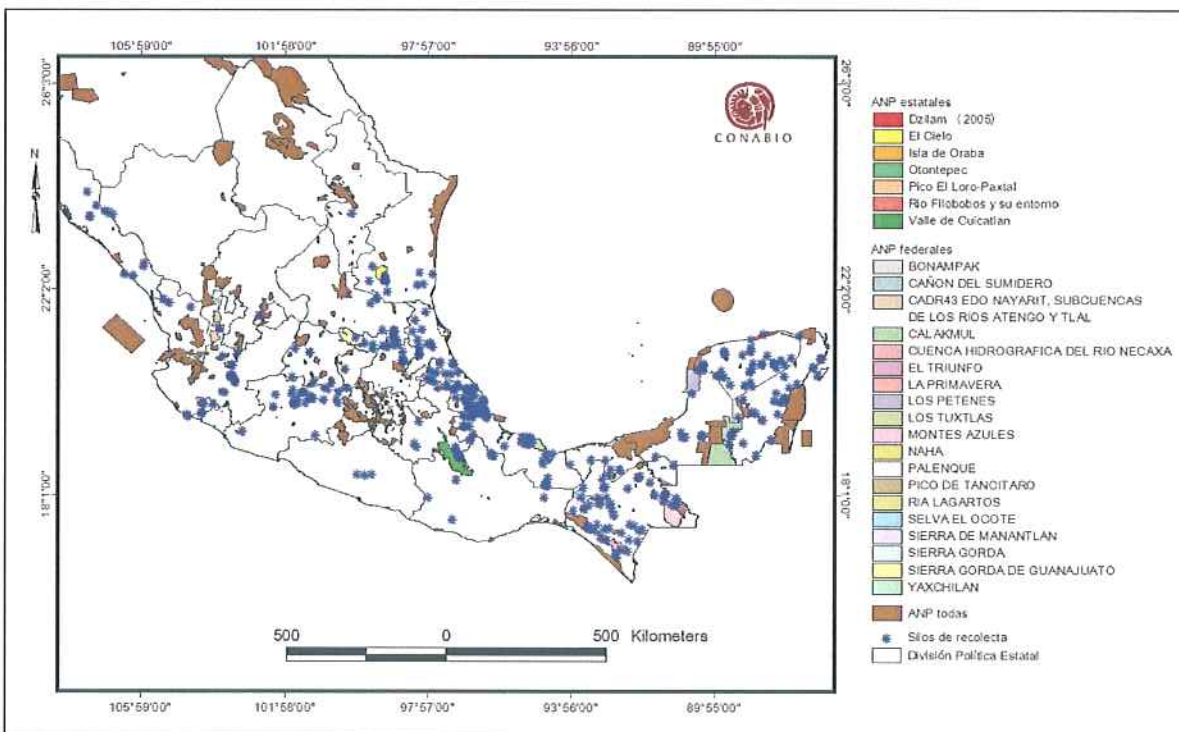 105°59'00" 101°58'00" 97°57'00" 93°56'00" 89°55'00"
26°3'00"
26°3'00"
CONABIO
N
22°2'00"
22°2'00"
18°1'00"
18°1'00"
500 0 500 Kilometers
105°59'00" 101°58'00" 97°57'00" 93°56'00" 89°55'00"
ANP estatales
Dzilam (2005)
El Cielo
Isla de Oraba
Otontepec
Pico El Loro-Paxtal
Rio Filobobos y su entorno
Valle de Cuicatlan
ANP federales
BONAMPAK
CAÑON DEL SUMIDERO
CADR43 EDO NAYARIT, SUBCUENCAS
DE LOS RIOS ATENGO Y TLAL
CALAKMUL
CUENCA HIDROGRAFICA DEL RIO NECAXA
EL TRIUNFO
LA PRIMAVERA
LOS PETENES
LOS TUXTLAS
MONTES AZULES
NAHA
PALENQUE
PICO DE TANCITARO
RIA LAGARTOS
SELVA EL OCOTE
SIERRA DE MANANTLAN
SIERRA GORDA
SIERRA GORDA DE GUANAJUATO
YAXCHILAN
ANP todas
Sitios de recolecta
División Política Estatal